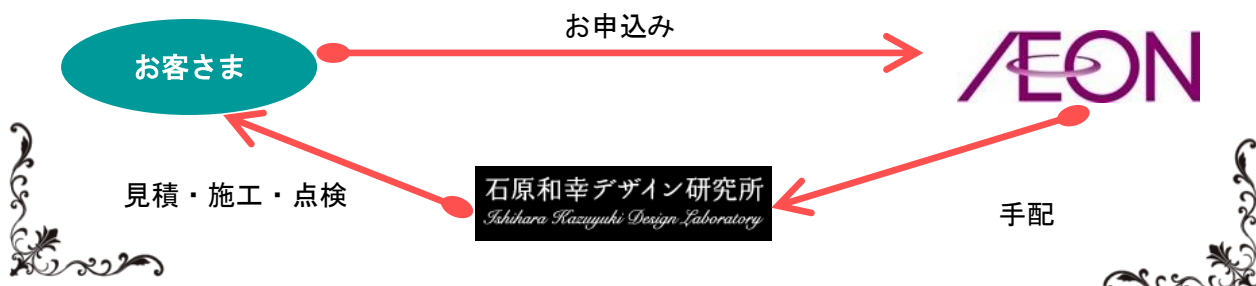 お申込み
お客さま
ÆON
石原和幸デザイン研究所
Ishihara Kazuyuki Design Laboratory
見積・施工・点検
手配